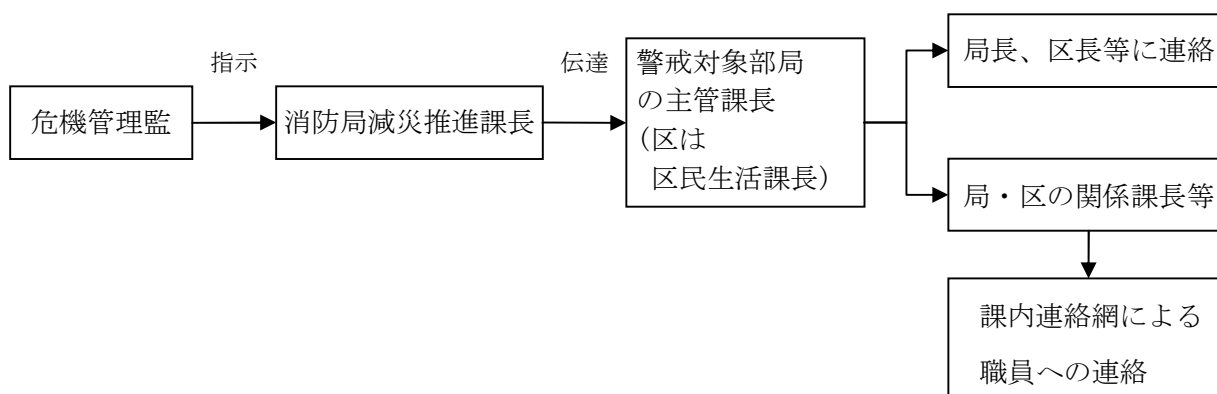 危機管理監
指示
消防局減災推進課長
伝達
警戒対象部局
の主管課長
(区は
区民生活課長)
局長、区長等に連絡
局・区の関係課長等
課内連絡網による
職員への連絡